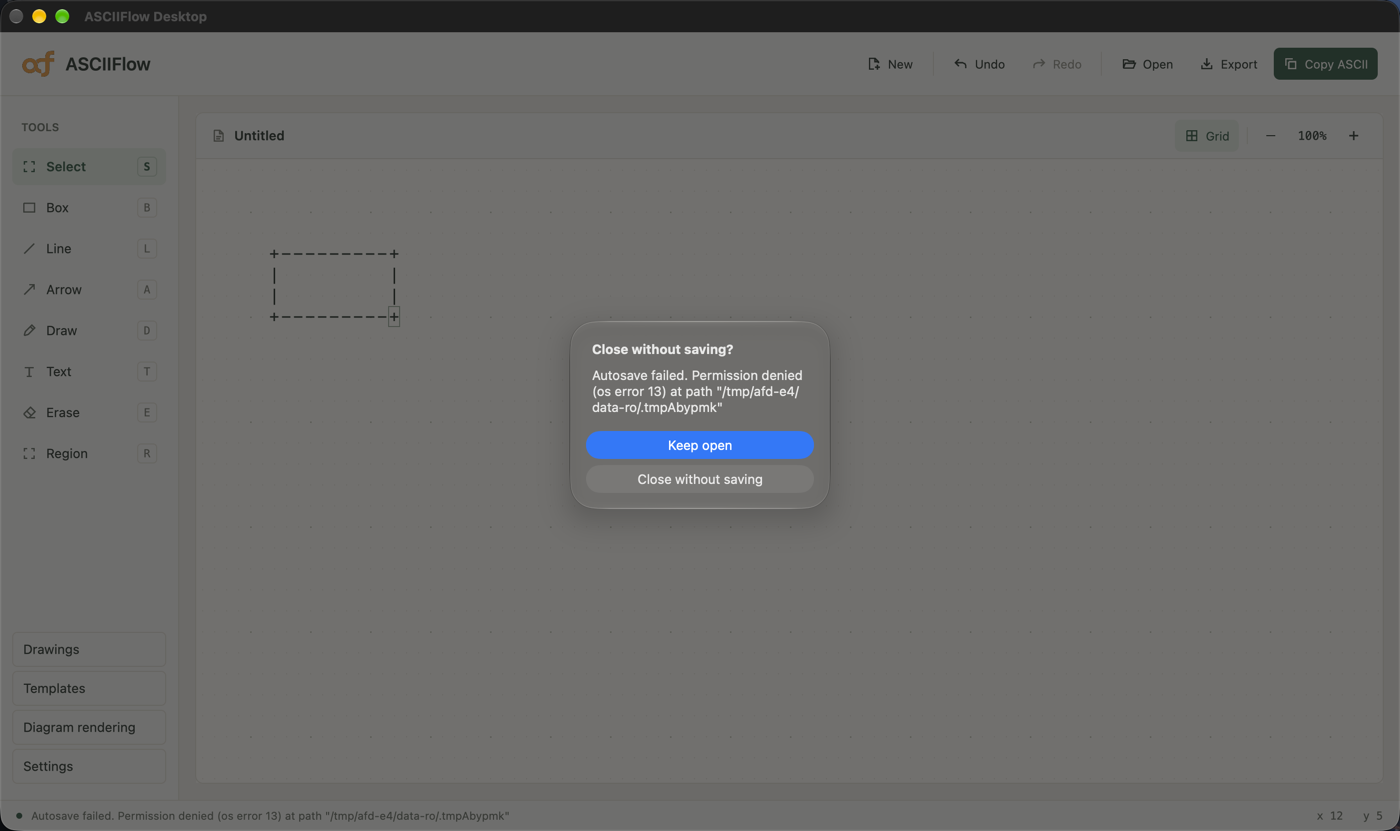 ASCIIFlow Desktop
ASCIIFlow
New
Undo
Redo
Open
Export
Copy ASCII
TOOLS
Select S
Box B
Line L
Arrow A
Draw D
Text T
Erase E
Region R
Drawings
Templates
Diagram rendering
Settings
Untitled
Grid
− 100% +
+----------+
|          |
|          |
+----------+
Close without saving?
Autosave failed. Permission denied
(os error 13) at path "/tmp/afd-e4/
data-ro/.tmpAbypmk"
Keep open
Close without saving
Autosave failed. Permission denied (os error 13) at path "/tmp/afd-e4/data-ro/.tmpAbypmk"
x 12 y 5